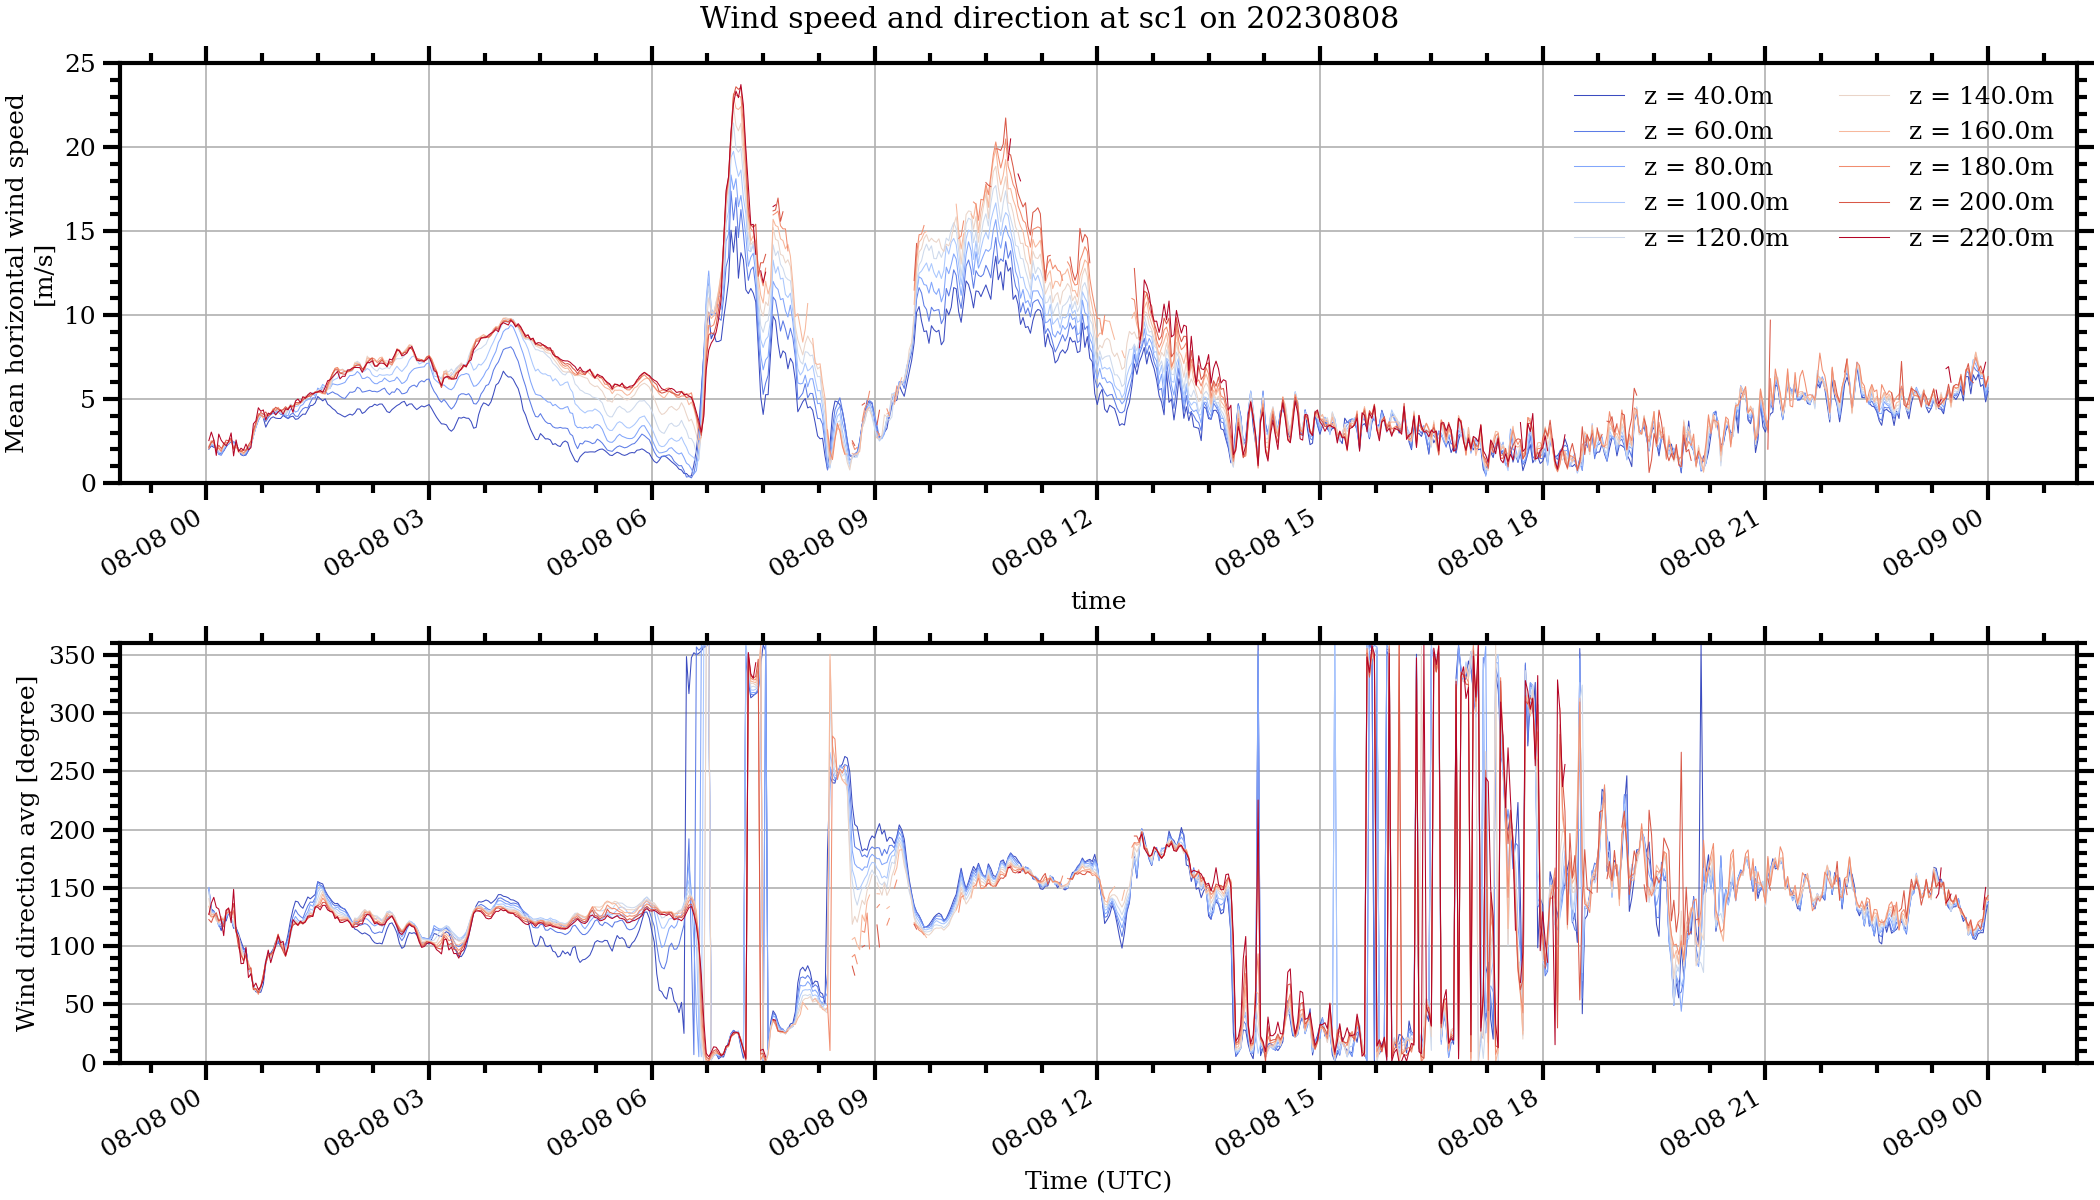 Wind speed and direction at sc1 on 20230808
Mean horizontal wind speed
[m/s]
25
20
15
10
5
0
z = 40.0m
z = 60.0m
z = 80.0m
z = 100.0m
z = 120.0m
z = 140.0m
z = 160.0m
z = 180.0m
z = 200.0m
z = 220.0m
08-08 00
08-08 03
08-08 06
08-08 09
08-08 12
08-08 15
08-08 18
08-08 21
08-09 00
time
Wind direction avg [degree]
350
300
250
200
150
100
50
0
08-08 00
08-08 03
08-08 06
08-08 09
08-08 12
08-08 15
08-08 18
08-08 21
08-09 00
Time (UTC)